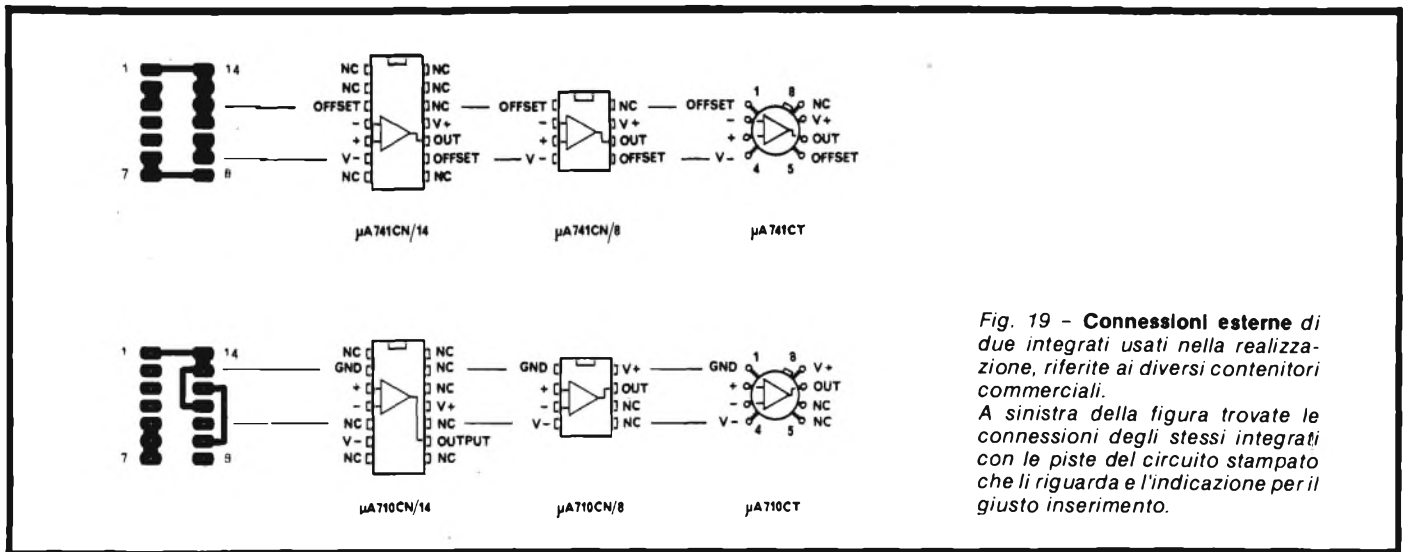 1 14
7 8
NC NC
NC NC
OFFSET NC
- V+
+ OUT
V- OFFSET
NC NC
µA741CN/14
OFFSET NC
- V+
+ OUT
V- OFFSET
µA741CN/8
1 8
OFFSET NC
- V+
+ OUT
V- OFFSET
4 5
µA741CT
1 14
7 8
NC NC
GND NC
+ NC
- V+
NC NC
V- OUTPUT
NC NC
µA710CN/14
GND V+
+ OUT
- NC
V- NC
µA710CN/8
1 8
GND V+
+ OUT
- NC
V- NC
4 5
µA710CT
Fig. 19 - Connessioni esterne di
due integrati usati nella realizza-
zione, riferite ai diversi contenitori
commerciali.
A sinistra della figura trovate le
connessioni degli stessi integrati
con le piste del circuito stampato
che li riguarda e l'indicazione per il
giusto inserimento.